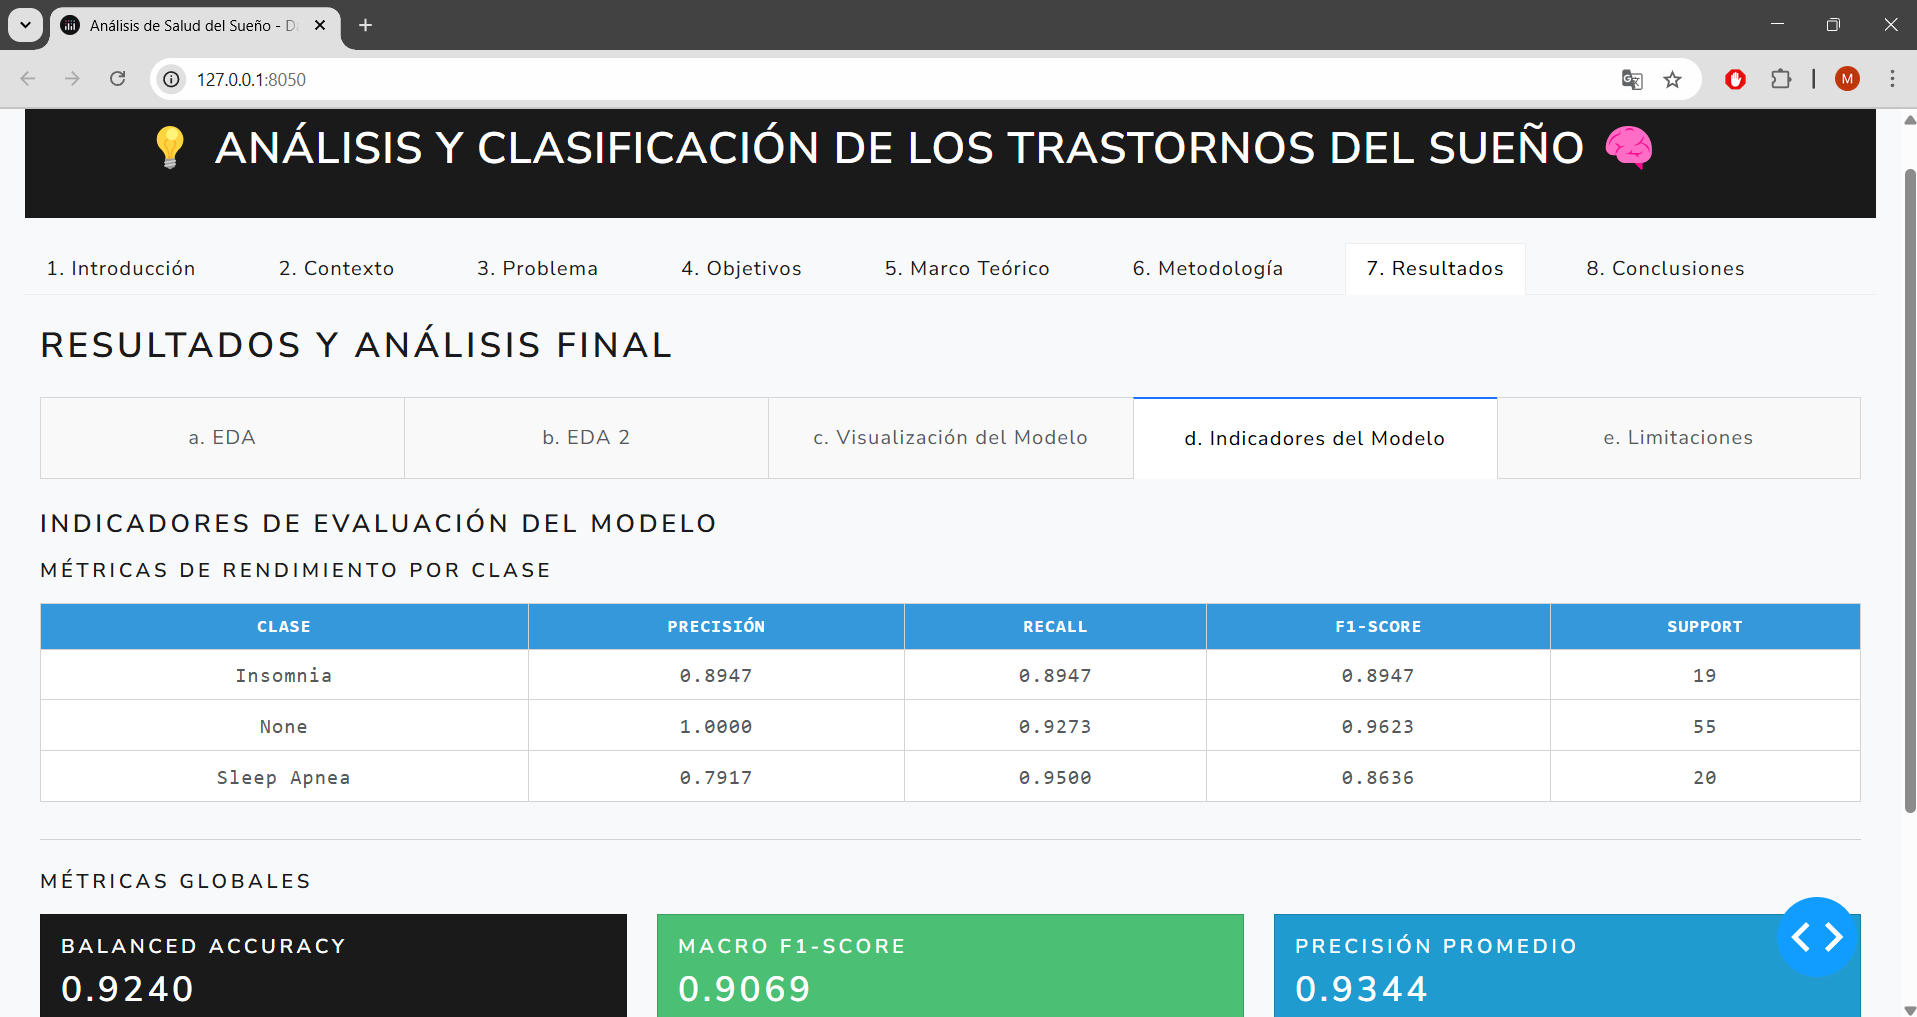 Análisis de Salud del Sueño - Da
127.0.0.1:8050
M
💡 ANÁLISIS Y CLASIFICACIÓN DE LOS TRASTORNOS DEL SUEÑO 🧠
1. Introducción 2. Contexto 3. Problema 4. Objetivos 5. Marco Teórico 6. Metodología 7. Resultados 8. Conclusiones
RESULTADOS Y ANÁLISIS FINAL
a. EDA b. EDA 2 c. Visualización del Modelo d. Indicadores del Modelo e. Limitaciones
INDICADORES DE EVALUACIÓN DEL MODELO
MÉTRICAS DE RENDIMIENTO POR CLASE
CLASE PRECISIÓN RECALL F1-SCORE SUPPORT
Insomnia 0.8947 0.8947 0.8947 19
None 1.0000 0.9273 0.9623 55
Sleep Apnea 0.7917 0.9500 0.8636 20
MÉTRICAS GLOBALES
BALANCED ACCURACY MACRO F1-SCORE PRECISIÓN PROMEDIO
0.9240 0.9069 0.9344